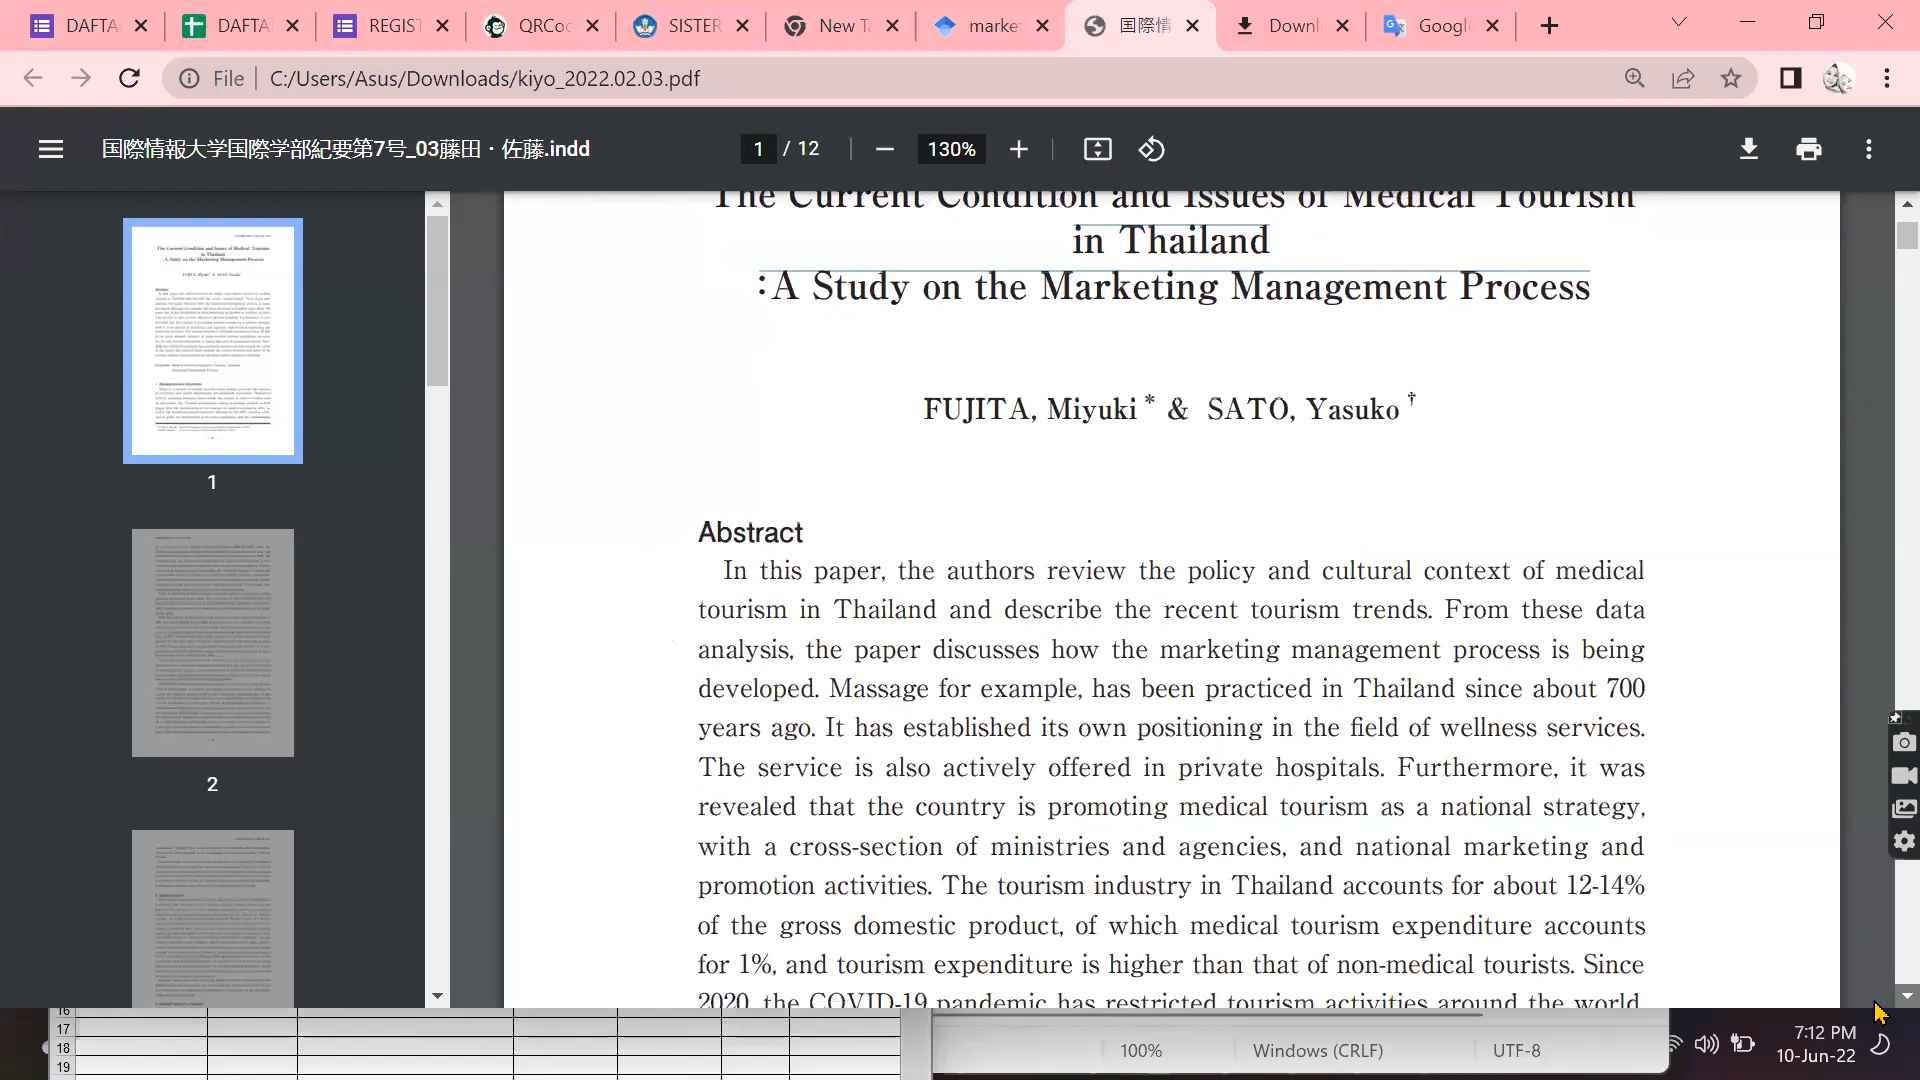 DAFTA
DAFTA
REGIST
QRCoc
SISTER
New Ta
marke
国際情
Downl
Googl
File
C:/Users/Asus/Downloads/kiyo_2022.02.03.pdf
国際情報大学国際学部紀要第7号_03藤田・佐藤.indd
1 / 12
130%
The Current Condition and Issues of Medical Tourism
in Thailand
:A Study on the Marketing Management Process
FUJITA, Miyuki * & SATO, Yasuko †
Abstract
In this paper, the authors review the policy and cultural context of medical
tourism in Thailand and describe the recent tourism trends. From these data
analysis, the paper discusses how the marketing management process is being
developed. Massage for example, has been practiced in Thailand since about 700
years ago. It has established its own positioning in the field of wellness services.
The service is also actively offered in private hospitals. Furthermore, it was
revealed that the country is promoting medical tourism as a national strategy,
with a cross-section of ministries and agencies, and national marketing and
promotion activities. The tourism industry in Thailand accounts for about 12-14%
of the gross domestic product, of which medical tourism expenditure accounts
for 1%, and tourism expenditure is higher than that of non-medical tourists. Since
2020, the COVID-19 pandemic has restricted tourism activities around the world.
1
2
16
17
18
19
100%
Windows (CRLF)
UTF-8
7:12 PM
10-Jun-22